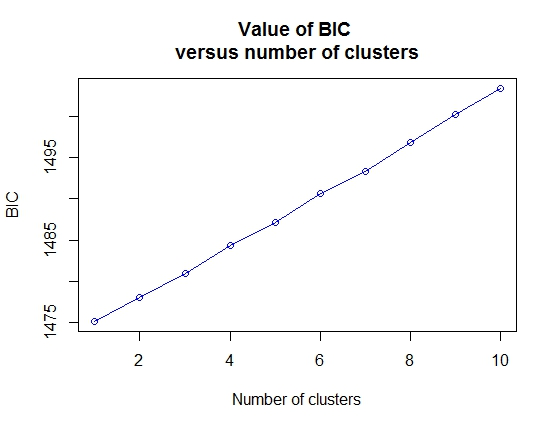 Value of BIC
versus number of clusters
BIC
1495
1485
1475
2 4 6 8 10
Number of clusters